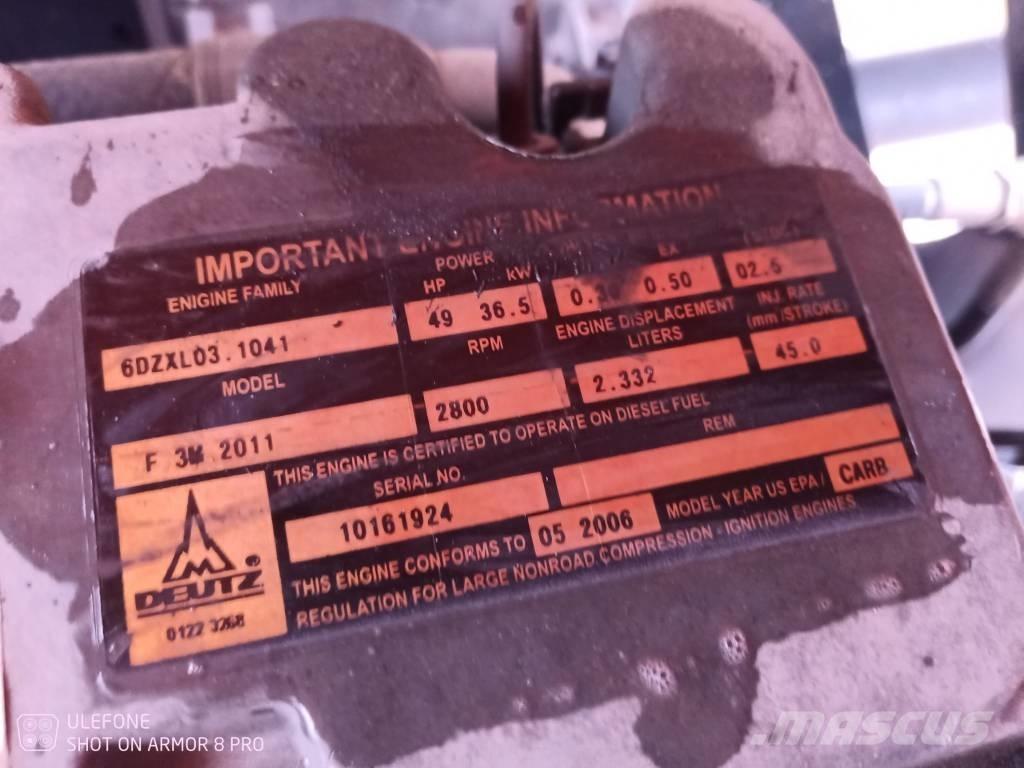 IMPORTANT ENGINE INFORMATION
ENIGINE FAMILY
POWER
HP KW
EX
6DZXL03.1041
49 36.5
0.50
02.5
MODEL
RPM
ENGINE DISPLACEMENT
LITERS
INJ. RATE
(mm /STROKE)
F 3M 2011
2800
2.332
45.0
THIS ENGINE IS CERTIFIED TO OPERATE ON DIESEL FUEL
SERIAL NO.
REM
10161924
THIS ENGINE CONFORMS TO 05 2006 MODEL YEAR US EPA / CARB
REGULATION FOR LARGE NONROAD COMPRESSION - IGNITION ENGINES
DEUTZ®
0122 3268
ULEFONE
SHOT ON ARMOR 8 PRO
mascus